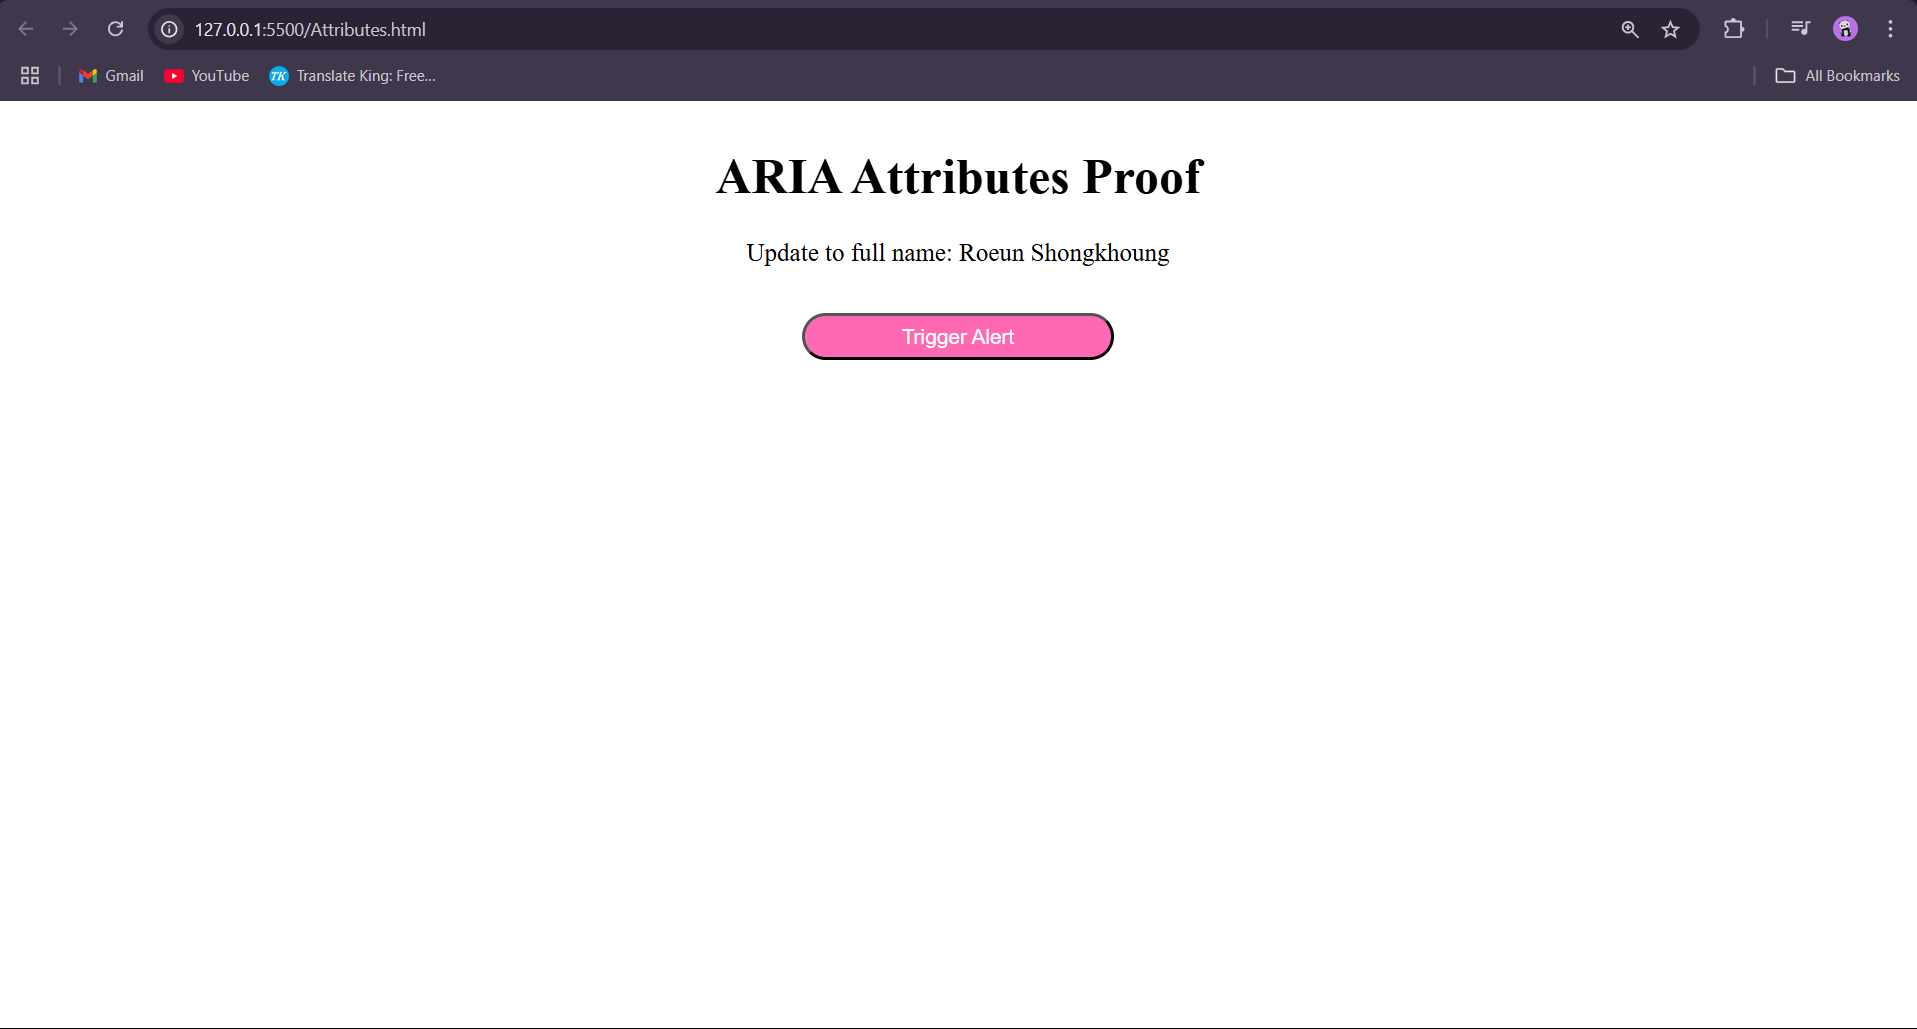 127.0.0.1:5500/Attributes.html
Gmail YouTube TK Translate King: Free... All Bookmarks
ARIA Attributes Proof
Update to full name: Roeun Shongkhoung
Trigger Alert